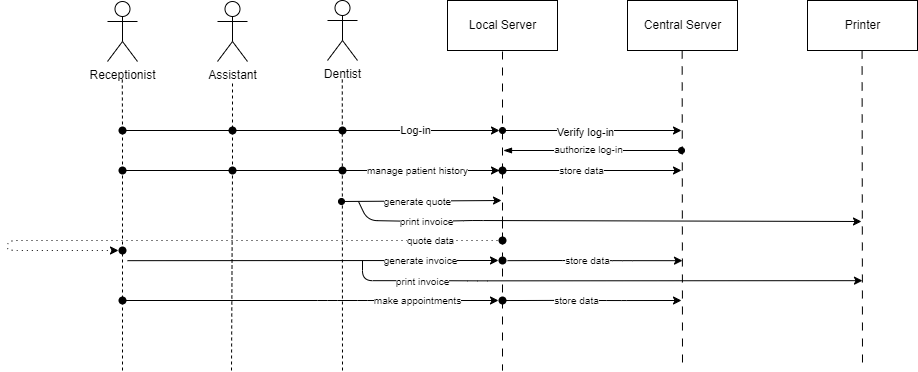 Local Server
Central Server
Printer
Receptionist
Assistant
Dentist
Log-in
Verify log-in
authorize log-in
manage patient history
store data
generate quote
print invoice
quote data
generate invoice
store data
print invoice
make appointments
store data